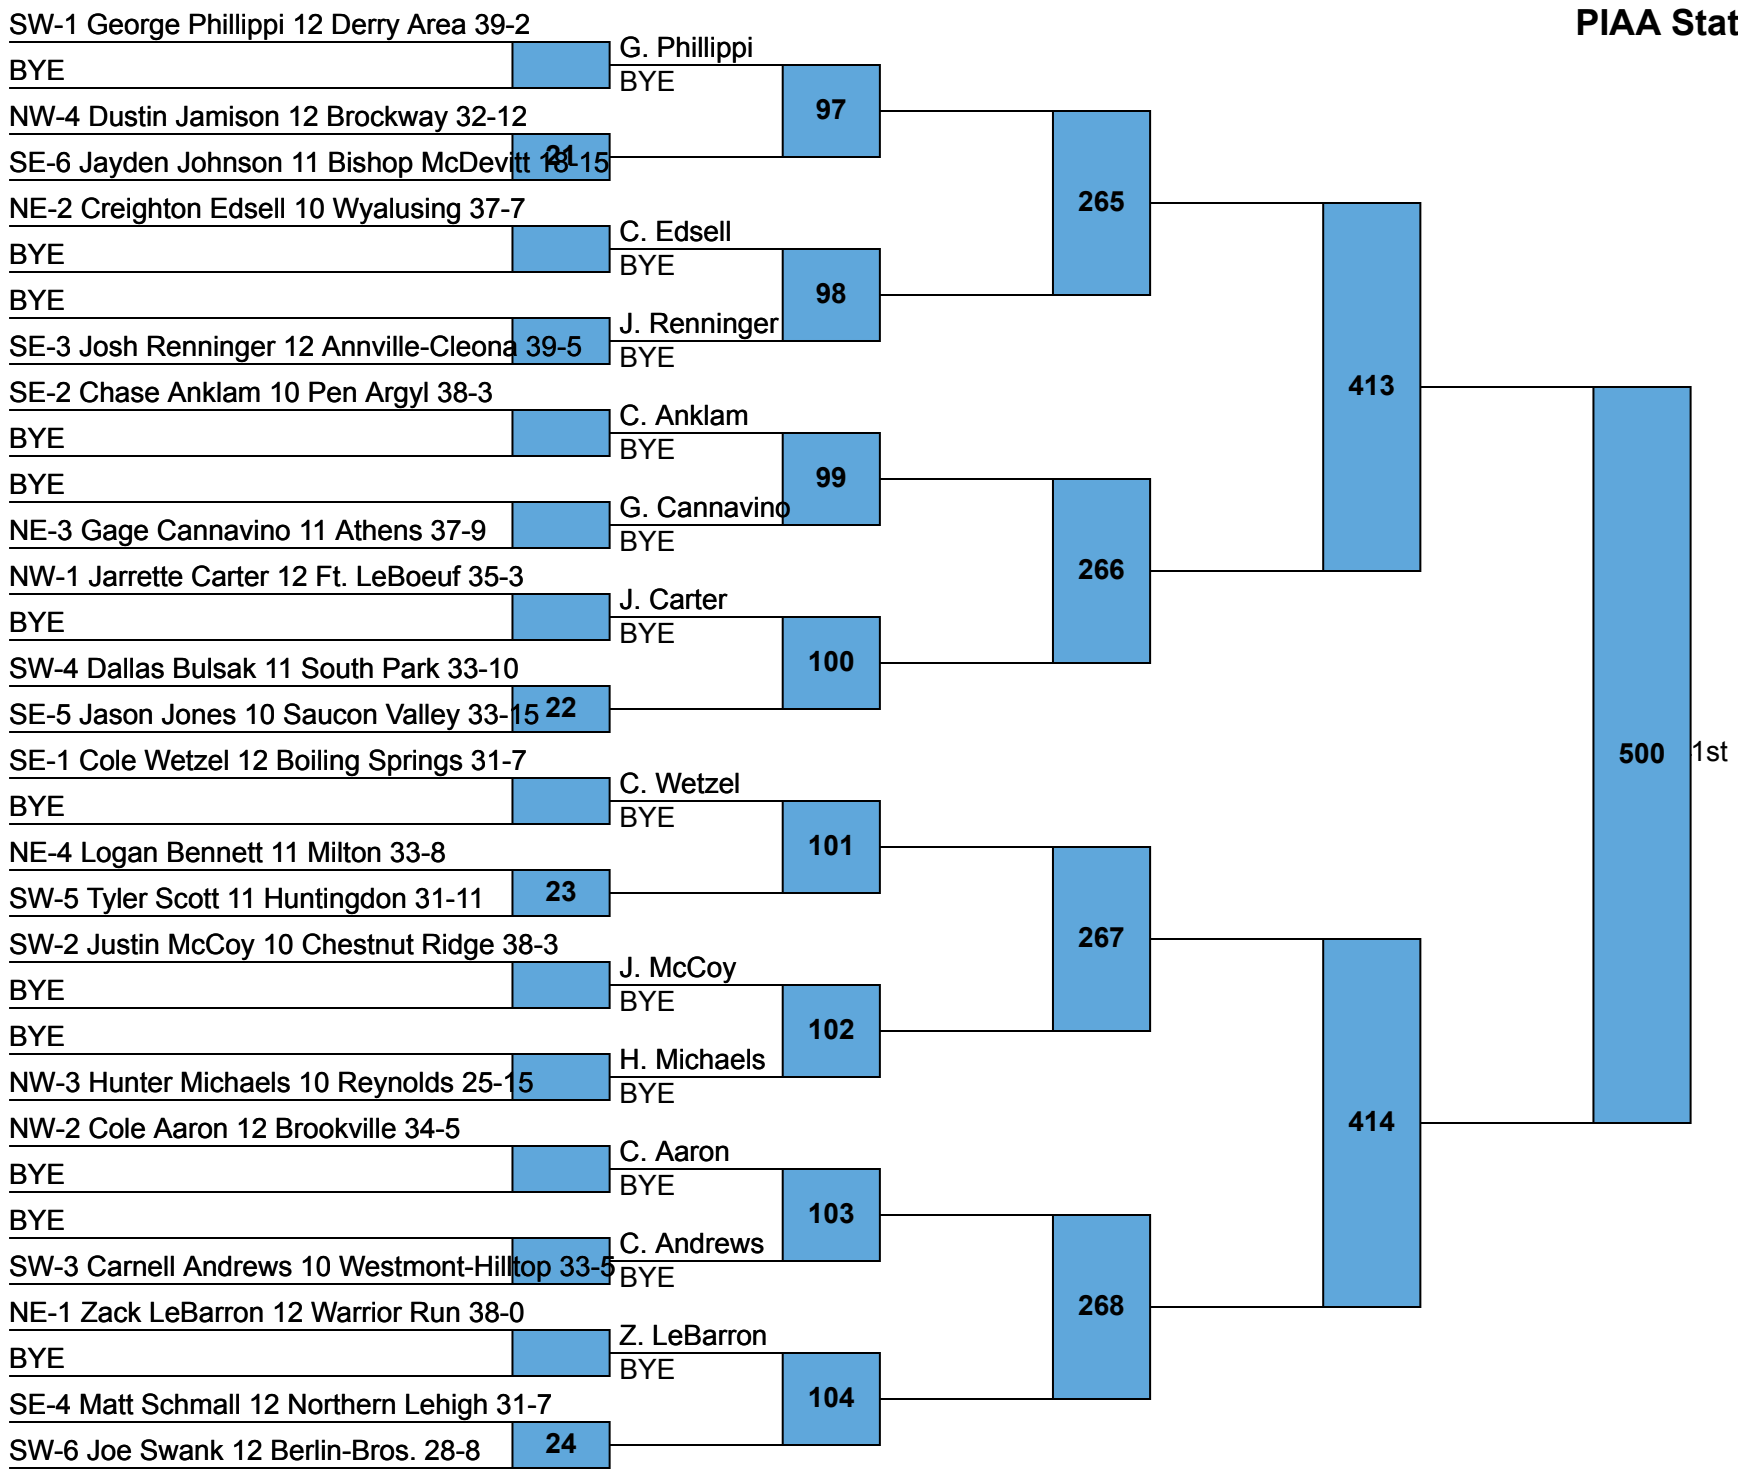 PIAA Stat
SW-1 George Phillippi 12 Derry Area 39-2
G. Phillippi
BYE
BYE
97
NW-4 Dustin Jamison 12 Brockway 32-12
21
SE-6 Jayden Johnson 11 Bishop McDevitt 18-15
265
NE-2 Creighton Edsell 10 Wyalusing 37-7
C. Edsell
BYE
BYE
98
BYE
J. Renninger
SE-3 Josh Renninger 12 Annville-Cleona 39-5
BYE
413
SE-2 Chase Anklam 10 Pen Argyl 38-3
C. Anklam
BYE
BYE
99
BYE
G. Cannavino
NE-3 Gage Cannavino 11 Athens 37-9
BYE
266
NW-1 Jarrette Carter 12 Ft. LeBoeuf 35-3
J. Carter
BYE
BYE
100
SW-4 Dallas Bulsak 11 South Park 33-10
22
SE-5 Jason Jones 10 Saucon Valley 33-15
500
1st
SE-1 Cole Wetzel 12 Boiling Springs 31-7
C. Wetzel
BYE
BYE
101
NE-4 Logan Bennett 11 Milton 33-8
23
SW-5 Tyler Scott 11 Huntingdon 31-11
267
SW-2 Justin McCoy 10 Chestnut Ridge 38-3
J. McCoy
BYE
BYE
102
BYE
H. Michaels
NW-3 Hunter Michaels 10 Reynolds 25-15
BYE
414
NW-2 Cole Aaron 12 Brookville 34-5
C. Aaron
BYE
BYE
103
BYE
C. Andrews
SW-3 Carnell Andrews 10 Westmont-Hilltop 33-5
BYE
268
NE-1 Zack LeBarron 12 Warrior Run 38-0
Z. LeBarron
BYE
BYE
104
SE-4 Matt Schmall 12 Northern Lehigh 31-7
24
SW-6 Joe Swank 12 Berlin-Bros. 28-8